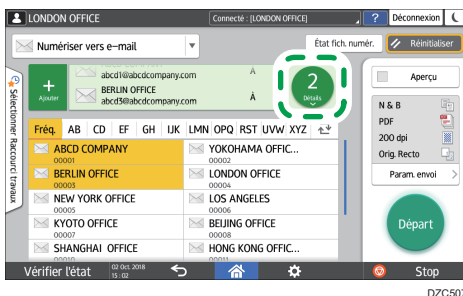 LONDON OFFICE
Connecté : [LONDON OFFICE]
?
Déconnexion
Numériser vers e-mail
État fich. numér.
Réinitialiser
Sélectionner Raccourci travaux
+
Ajouter
abcd1@abcdcompany.com
À
BERLIN OFFICE
abcd3@abcdcompany.com
À
2
Détails
Aperçu
N & B
PDF
200 dpi
Orig. Recto
Param. envoi
Départ
Fréq. AB CD EF GH IJK LMN OPQ RST UVW XYZ
ABCD COMPANY
00001
YOKOHAMA OFFIC...
00002
BERLIN OFFICE
00003
LONDON OFFICE
00004
NEW YORK OFFICE
00005
LOS ANGELES
00006
KYOTO OFFICE
00007
BEIJING OFFICE
00008
SHANGHAI OFFICE
HONG KONG OFFIC...
Vérifier l'état
02 Oct. 2018
15 : 02
Stop
DZC507